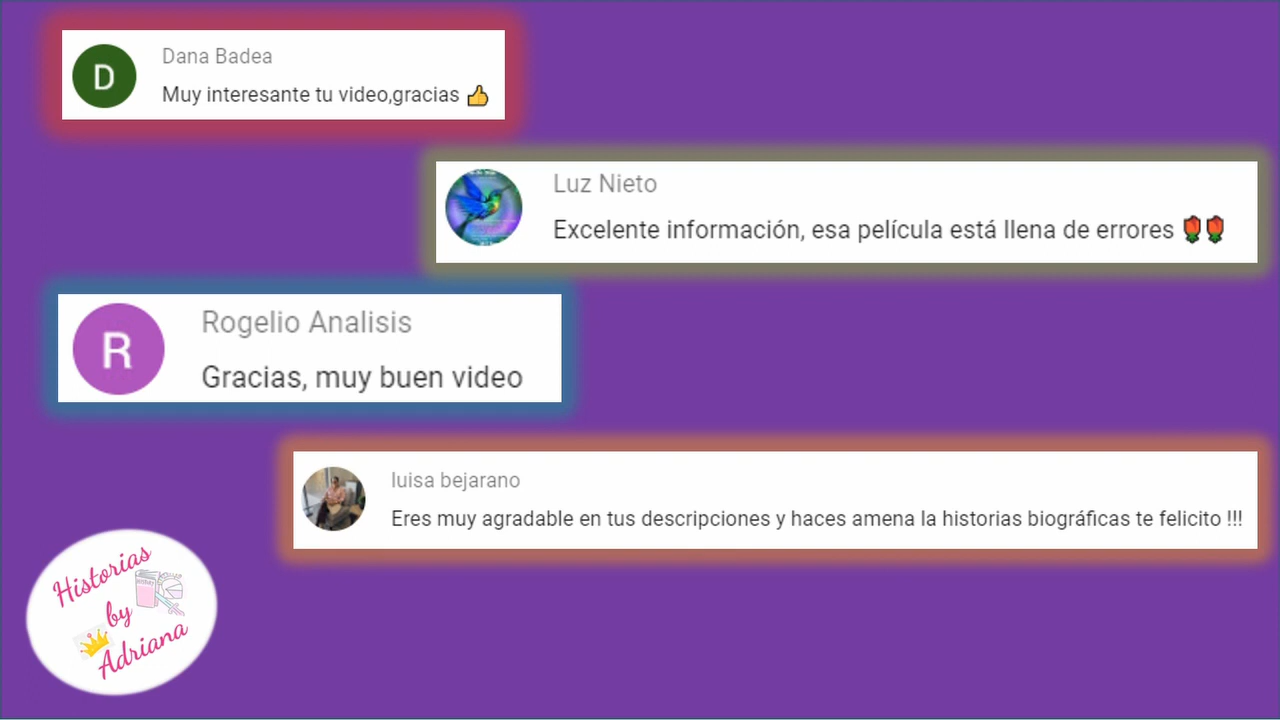 D
Dana Badea
Muy interesante tu video,gracias 👍
Luz Nieto
Excelente información, esa película está llena de errores 🌹🌹
R
Rogelio Analisis
Gracias, muy buen video
luisa bejarano
Eres muy agradable en tus descripciones y haces amena la historias biográficas te felicito !!!
Historias
by
Adriana